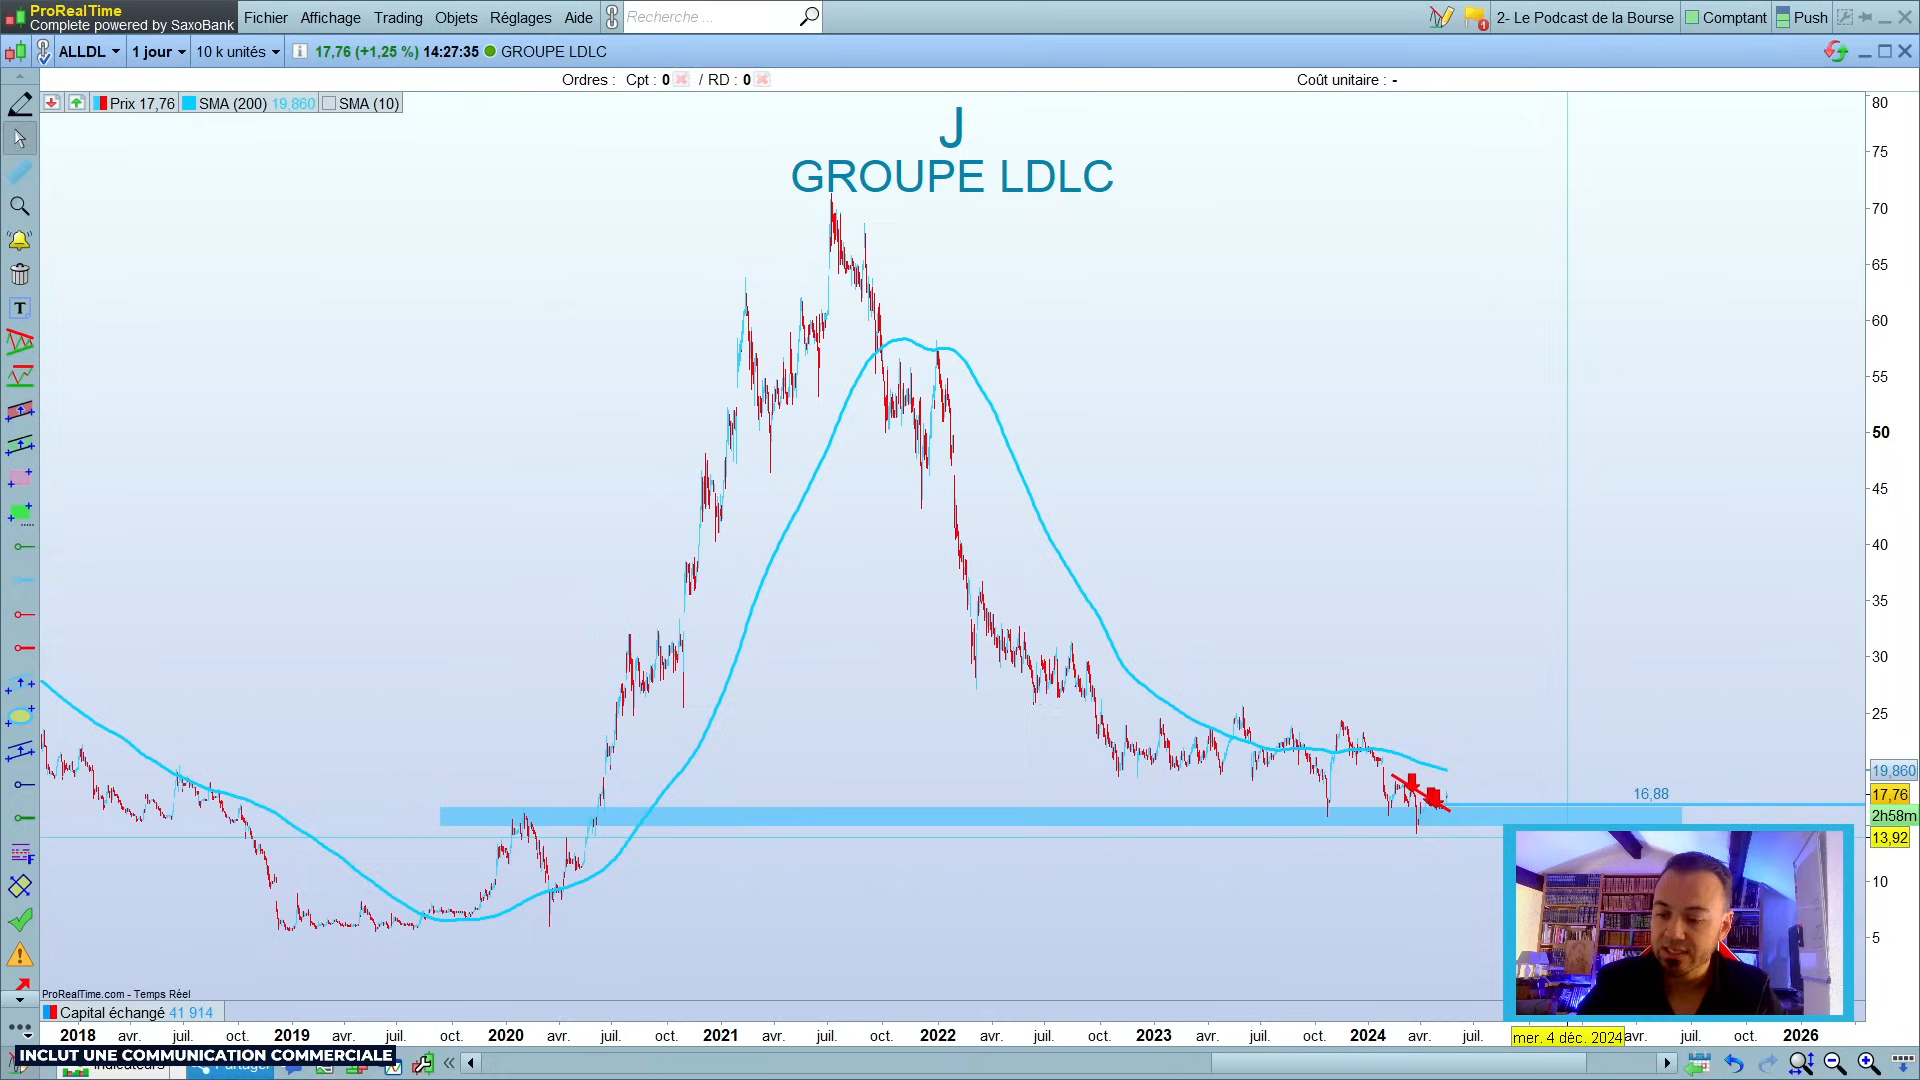 ProRealTime
Complete powered by SaxoBank
Fichier Affichage Trading Objets Réglages Aide
Recherche ...
1
2- Le Podcast de la Bourse
Comptant
Push
ALLDL
1 jour
10 k unités
17,76 (+1,25 %) 14:27:35
GROUPE LDLC
Ordres : Cpt : 0 / RD : 0
Coût unitaire : -
Prix 17,76
SMA (200) 19,860
SMA (10)
J
GROUPE LDLC
80
75
70
65
60
55
50
45
40
35
30
25
19,860
17,76
2h58m
13,92
10
5
16,88
T
F
ProRealTime.com - Temps Réel
Capital échangé 41 914
2018 avr. juil. oct. 2019 avr. juil. oct. 2020 avr. juil. oct. 2021 avr. juil. oct. 2022 avr. juil. oct. 2023 avr. juil. oct. 2024 avr. juil. mer. 4 déc. 2024 avr. juil. oct. 2026
INCLUT UNE COMMUNICATION COMMERCIALE
Indicateurs
Partager